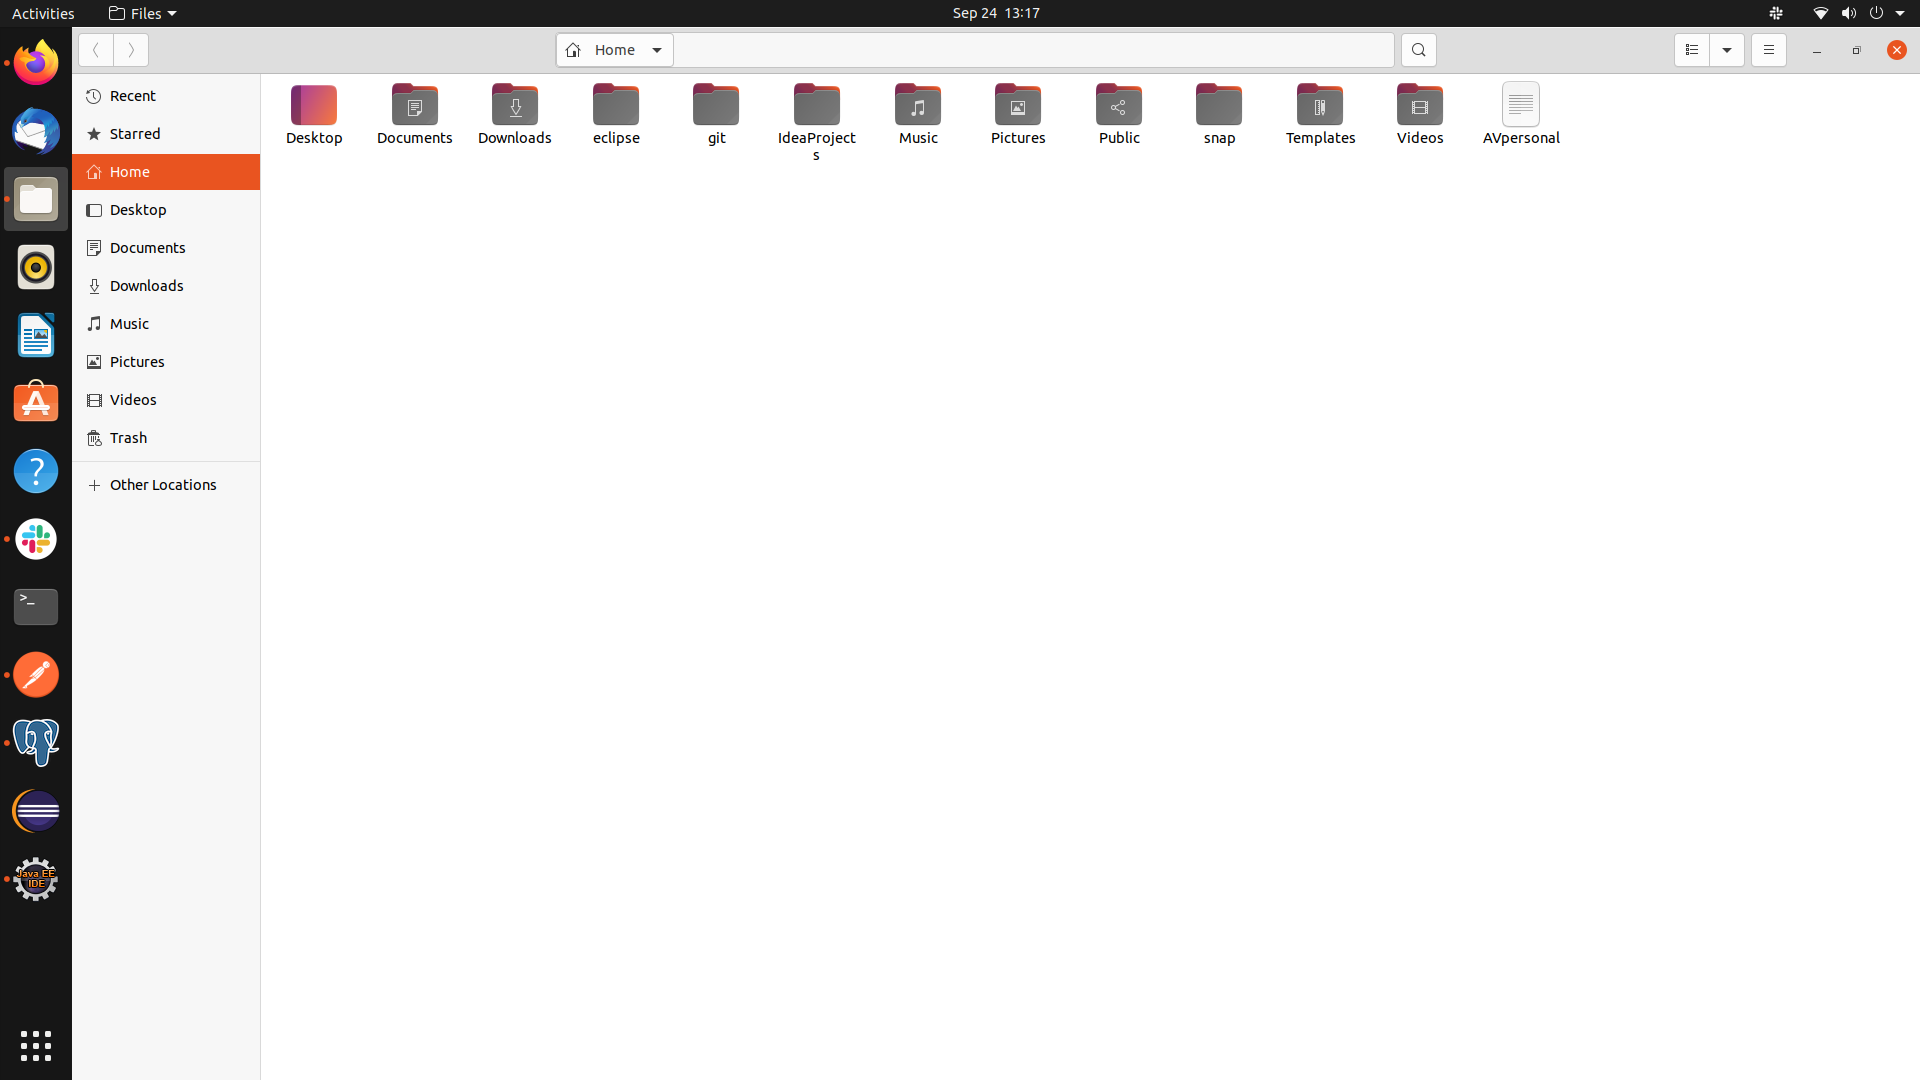 Activities
Files
Sep 24 13:17
Home
Recent
Starred
Home
Desktop
Documents
Downloads
Music
Pictures
Videos
Trash
Other Locations
Desktop
Documents
Downloads
eclipse
git
IdeaProject
s
Music
Pictures
Public
snap
Templates
Videos
AVpersonal
?
>_
Java EE
IDE